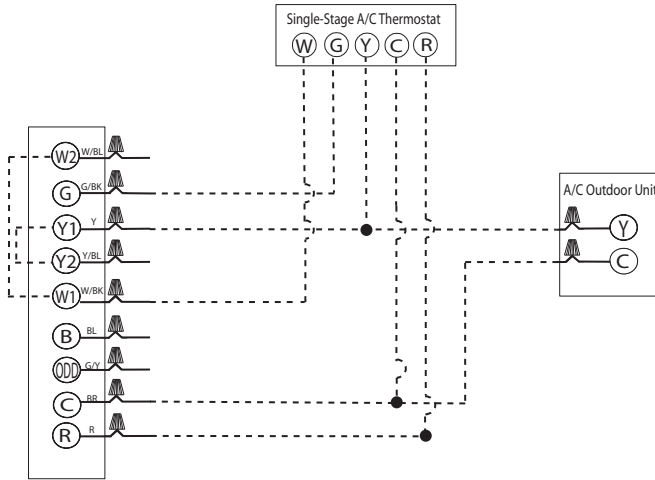 Single-Stage A/C Thermostat
W G Y C R
W2 W/BL
G G/BK
Y1 Y
Y2 Y/BL
W1 W/BK
B BL
ODD G/Y
C BR
R R
A/C Outdoor Unit
Y
C